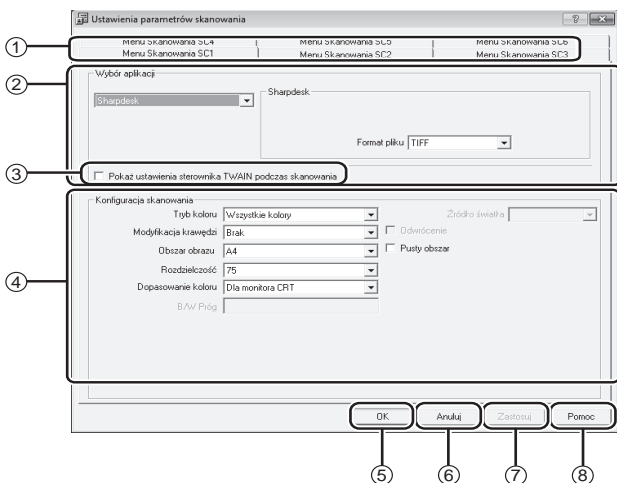 Ustawienia parametrów skanowania
Menu Skanowania SC4 Menu Skanowania SC5 Menu Skanowania SC6
1 Menu Skanowania SC1 Menu Skanowania SC2 Menu Skanowania SC3
2 Wybór aplikacji
Sharpdesk Sharpdesk
Format pliku TIFF
3 Pokaż ustawienia sterownika TWAIN podczas skanowania
Konfiguracja skanowania
Tryb koloru Wszystkie kolory Źródło światła
Modyfikacja krawędzi Brak Odwrócenie
Obszar obrazu A4 Pusty obszar
4 Rozdzielczość 75
Dopasowanie koloru Dla monitora CRT
B/W Próg
OK Anuluj Zastosuj Pomoc
5 6 7 8